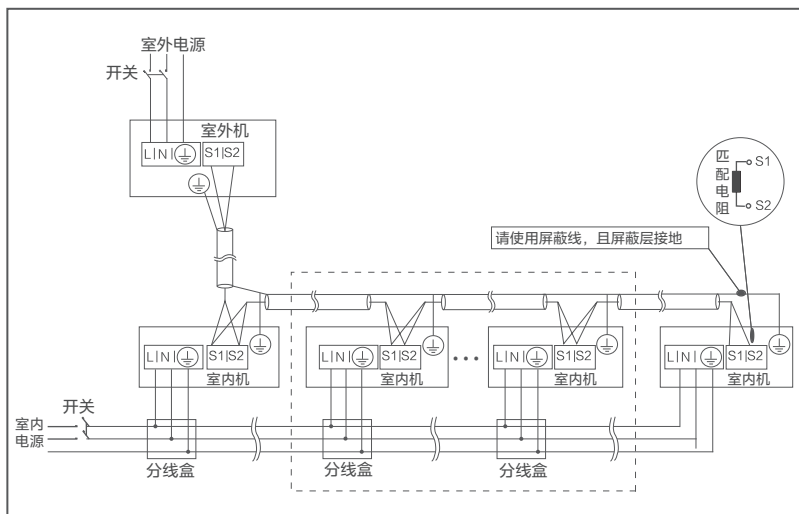 室外电源
开关
室外机
L|N|
S1|S2
匹配电阻
S1
S2
请使用屏蔽线，且屏蔽层接地
L|N|
S1|S2
室内机
L|N|
S1|S2
室内机
...
L|N|
S1|S2
室内机
L|N|
S1|S2
室内机
开关
室内
电源
分线盒
分线盒
分线盒